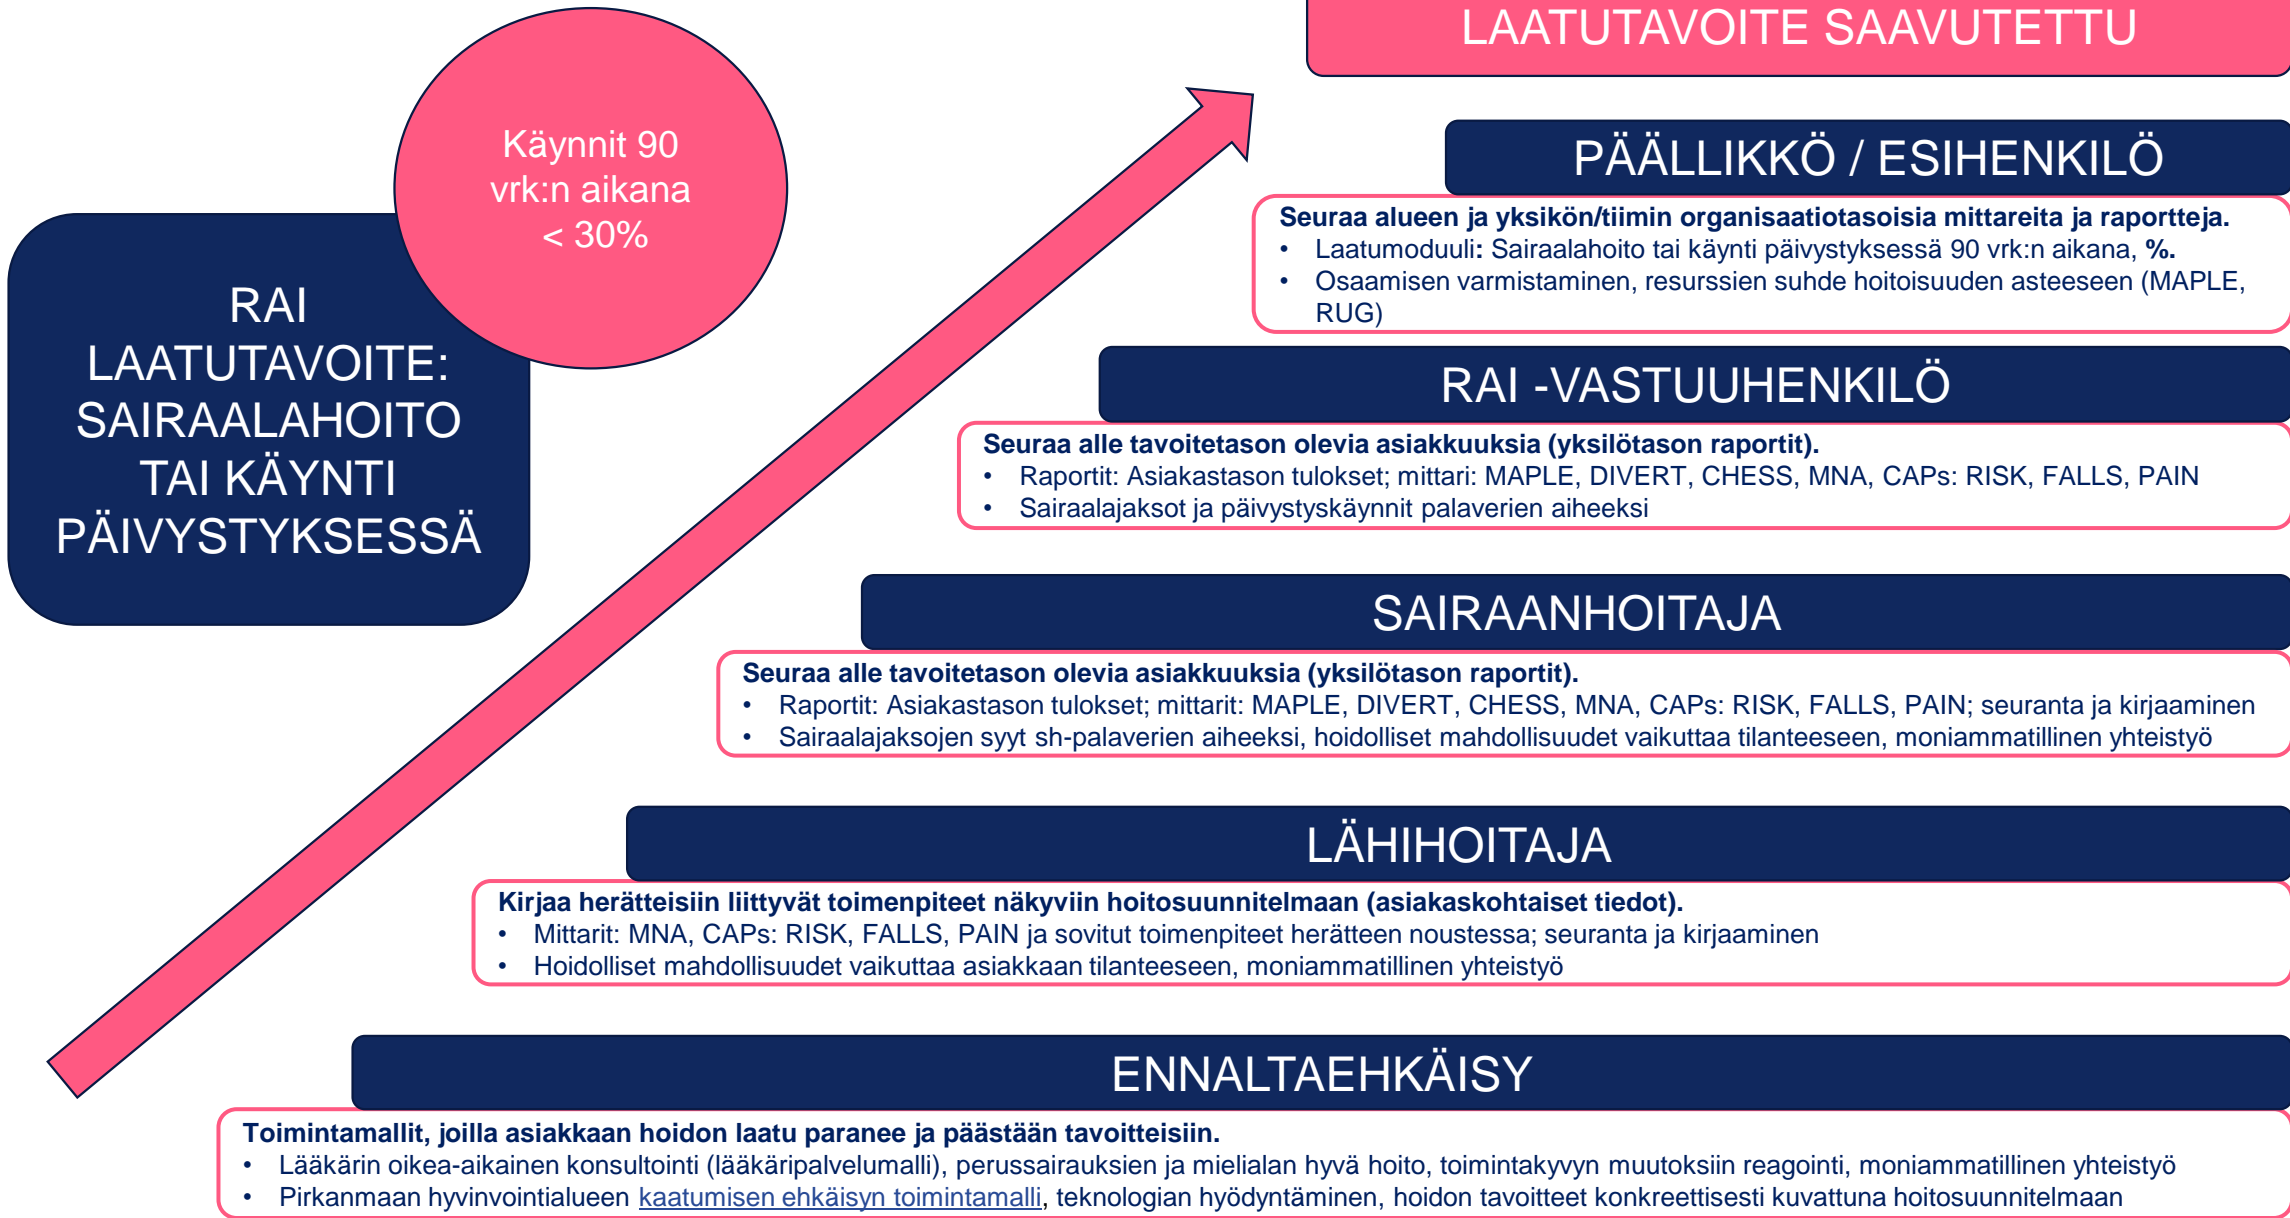 LAATUTAVOITE SAAVUTETTU
Käynnit 90
vrk:n aikana
< 30%
RAI
LAATUTAVOITE:
SAIRAALAHOITO
TAI KÄYNTI
PÄIVYSTYKSESSÄ
PÄÄLLIKKÖ / ESIHENKILÖ
Seuraa alueen ja yksikön/tiimin organisaatiotasoisia mittareita ja raportteja.
• Laatumoduuli: Sairaalahoito tai käynti päivystyksessä 90 vrk:n aikana, %.
• Osaamisen varmistaminen, resurssien suhde hoitoisuuden asteeseen (MAPLE,
RUG)
RAI -VASTUUHENKILÖ
Seuraa alle tavoitetason olevia asiakkuuksia (yksilötason raportit).
• Raportit: Asiakastason tulokset; mittari: MAPLE, DIVERT, CHESS, MNA, CAPs: RISK, FALLS, PAIN
• Sairaalajaksot ja päivystyskäynnit palaverien aiheeksi
SAIRAANHOITAJA
Seuraa alle tavoitetason olevia asiakkuuksia (yksilötason raportit).
• Raportit: Asiakastason tulokset; mittarit: MAPLE, DIVERT, CHESS, MNA, CAPs: RISK, FALLS, PAIN; seuranta ja kirjaaminen
• Sairaalajaksojen syyt sh-palaverien aiheeksi, hoidolliset mahdollisuudet vaikuttaa tilanteeseen, moniammatillinen yhteistyö
LÄHIHOITAJA
Kirjaa herätteisiin liittyvät toimenpiteet näkyviin hoitosuunnitelmaan (asiakaskohtaiset tiedot).
• Mittarit: MNA, CAPs: RISK, FALLS, PAIN ja sovitut toimenpiteet herätteen noustessa; seuranta ja kirjaaminen
• Hoidolliset mahdollisuudet vaikuttaa asiakkaan tilanteeseen, moniammatillinen yhteistyö
ENNALTAEHKÄISY
Toimintamallit, joilla asiakkaan hoidon laatu paranee ja päästään tavoitteisiin.
• Lääkärin oikea-aikainen konsultointi (lääkäripalvelumalli), perussairauksien ja mielialan hyvä hoito, toimintakyvyn muutoksiin reagointi, moniammatillinen yhteistyö
• Pirkanmaan hyvinvointialueen kaatumisen ehkäisyn toimintamalli, teknologian hyödyntäminen, hoidon tavoitteet konkreettisesti kuvattuna hoitosuunnitelmaan